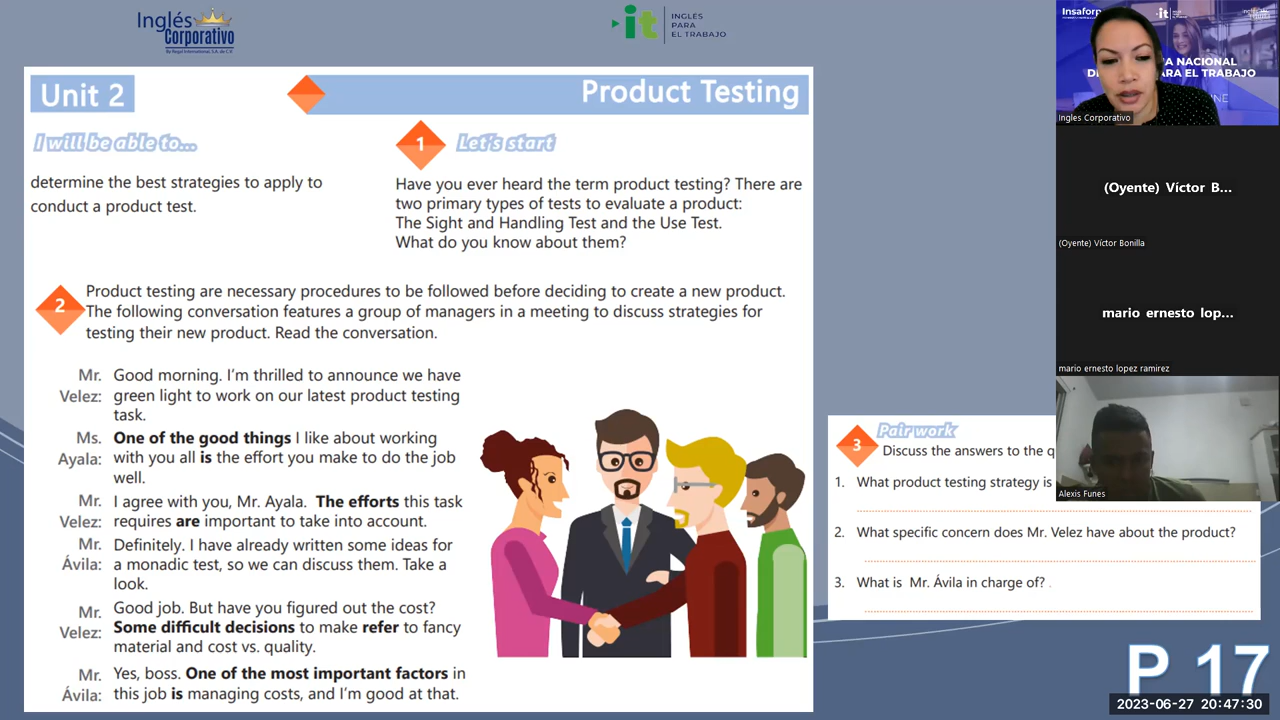 Inglés
Corporativo
By Regal International, S.A. de C.V.
it
INGLÉS
PARA
EL TRABAJO
Unit 2
Product Testing
I will be able to...
determine the best strategies to apply to
conduct a product test.
1
Let's start
Have you ever heard the term product testing? There are
two primary types of tests to evaluate a product:
The Sight and Handling Test and the Use Test.
What do you know about them?
2
Product testing are necessary procedures to be followed before deciding to create a new product.
The following conversation features a group of managers in a meeting to discuss strategies for
testing their new product. Read the conversation.
Mr. Good morning. I'm thrilled to announce we have
Velez: green light to work on our latest product testing
task.
Ms. One of the good things I like about working
Ayala: with you all is the effort you make to do the job
well.
Mr. I agree with you, Mr. Ayala. The efforts this task
Velez: requires are important to take into account.
Mr. Definitely. I have already written some ideas for
Ávila: a monadic test, so we can discuss them. Take a
look.
Mr. Good job. But have you figured out the cost?
Velez: Some difficult decisions to make refer to fancy
material and cost vs. quality.
Mr. Yes, boss. One of the most important factors in
Ávila: this job is managing costs, and I'm good at that.
3
Pair work
Discuss the answers to the q
1. What product testing strategy is
2. What specific concern does Mr. Velez have about the product?
3. What is Mr. Ávila in charge of?
P 17
2023-06-27 20:47:30
Insaforp
it
NACIONAL
PARA EL TRABAJO
Ingles Corporativo
(Oyente) Víctor B...
(Oyente) Víctor Bonilla
mario ernesto lop...
mario ernesto lopez ramirez
Alexis Funes